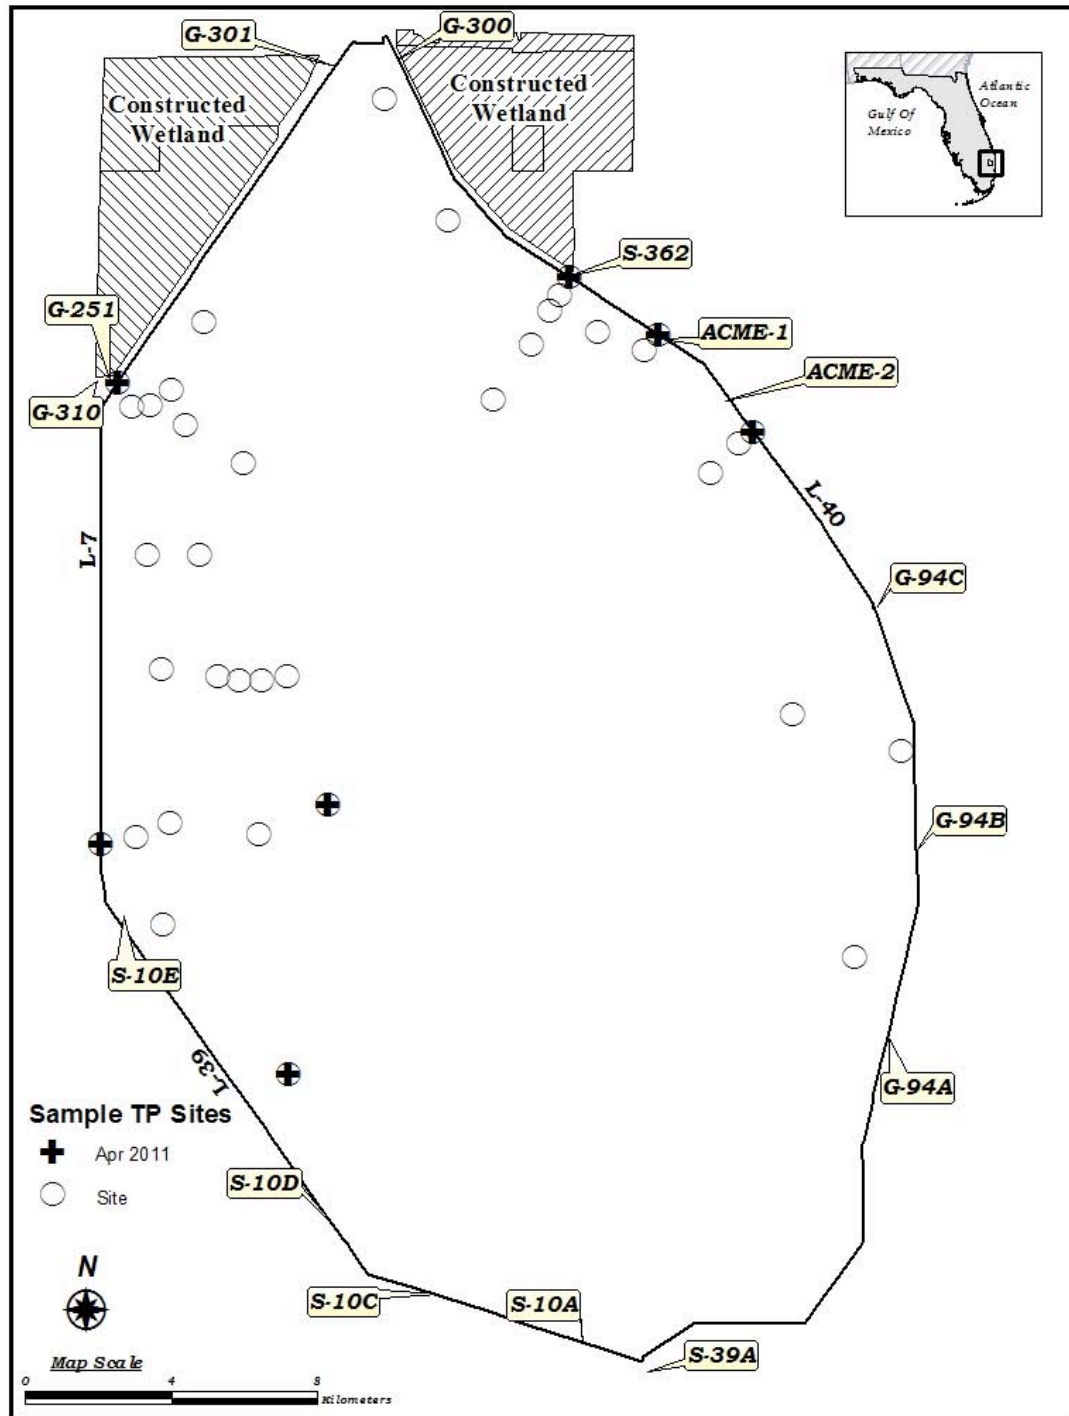 G-301
G-300
Constructed
Wetland
Constructed
Wetland
Atlantic
Ocean
Gulf Of
Mexico
S-362
G-251
ACME-1
ACME-2
G-310
L-40
L-7
G-94C
G-94B
S-10E
L-39
G-94A
Sample TP Sites
Apr 2011
Site
S-10D
N
S-10C
S-10A
S-39A
Map Scale
0 4 8
Kilometers